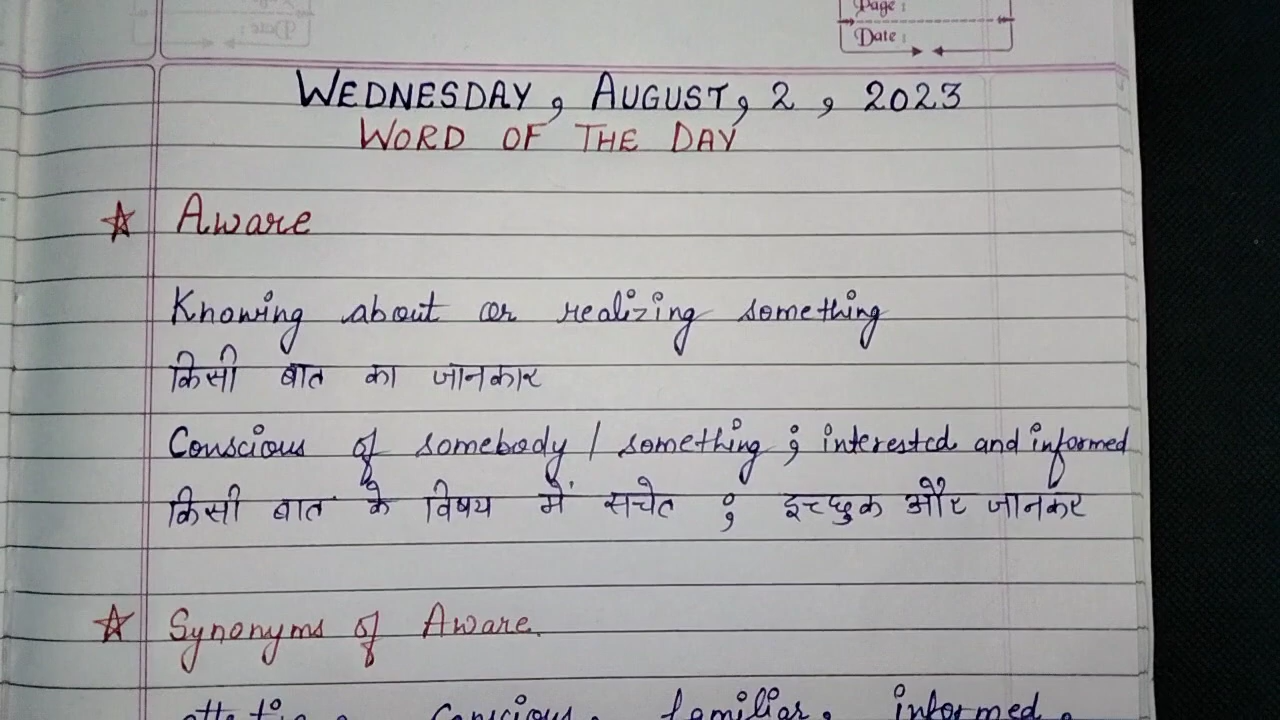 Page :
Date :
WEDNESDAY, AUGUST, 2, 2023
WORD OF THE DAY
☆ Aware
Knowing about or realizing something
किसी बात का जानकार
Conscious of somebody / something ; interested and informed
किसी बात के विषय में सचेत ; इच्छुक और जानकर
☆ Synonyms of Aware.
conscious, familiar, informed,